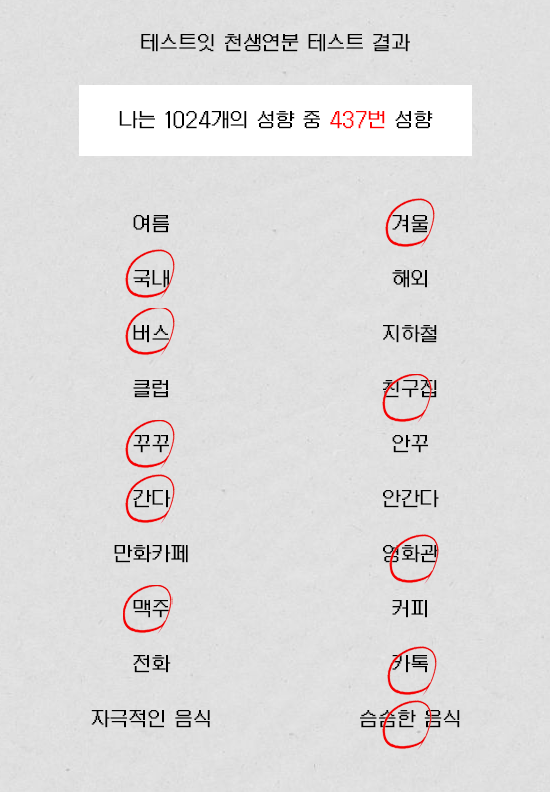 테스트잇 천생연분 테스트 결과
나는 1024개의 성향 중 437번 성향
여름 겨울
국내 해외
버스 지하철
클럽 친구집
꾸꾸 안꾸
간다 안간다
만화카페 영화관
맥주 커피
전화 카톡
자극적인 음식 슴슴한 음식